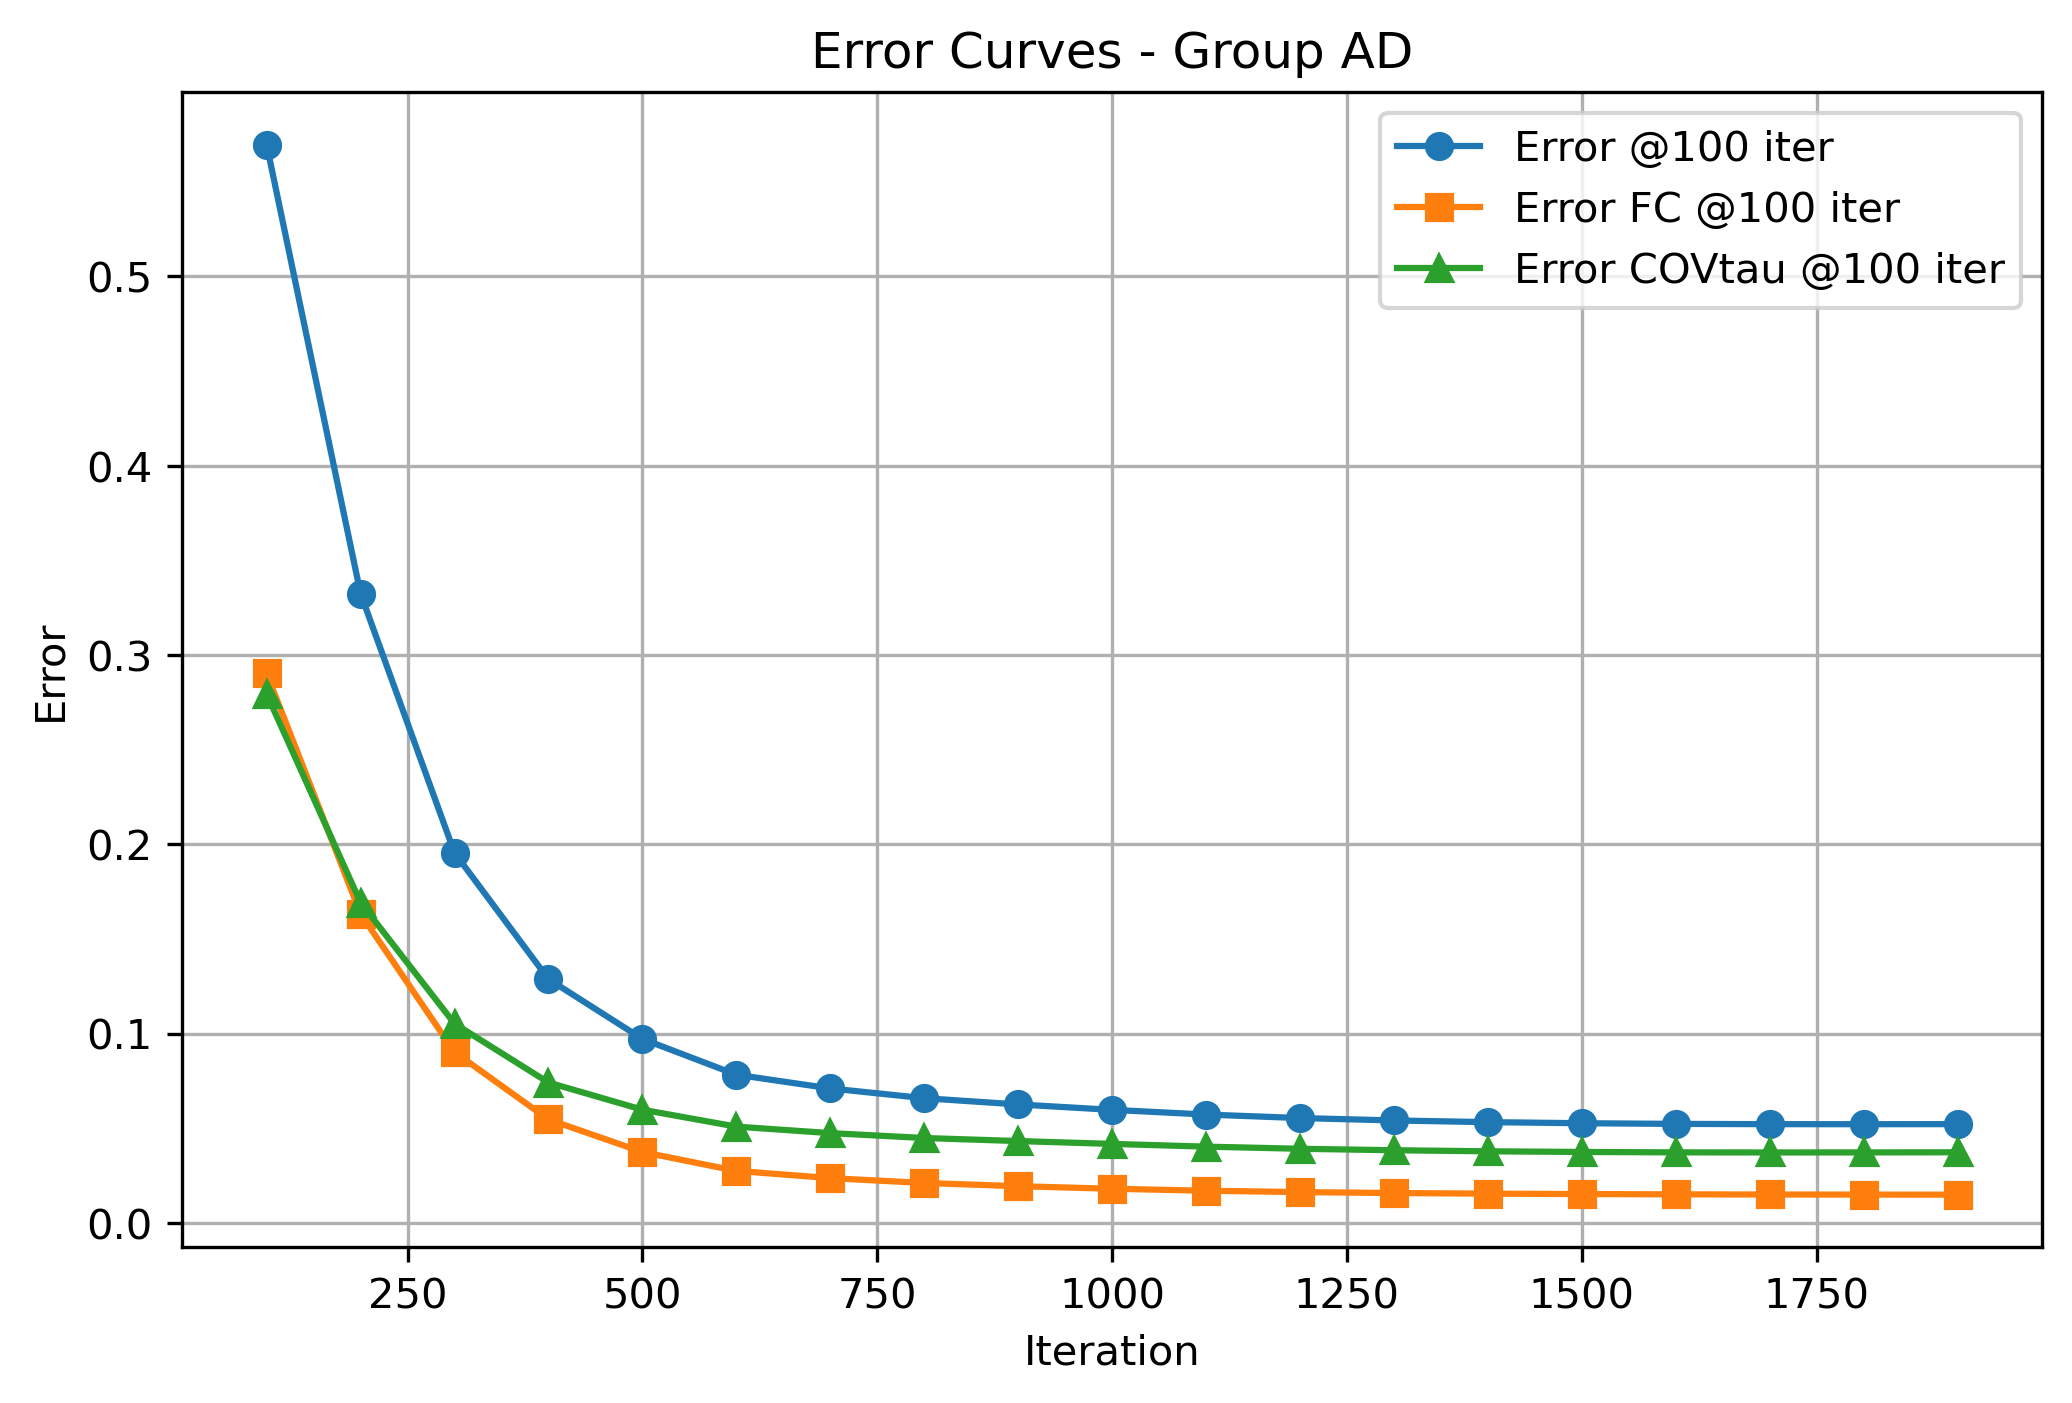 Error Curves - Group AD
Error @100 iter
Error FC @100 iter
Error COVtau @100 iter
0.5
0.4
0.3
0.2
0.1
0.0
Error
250 500 750 1000 1250 1500 1750
Iteration